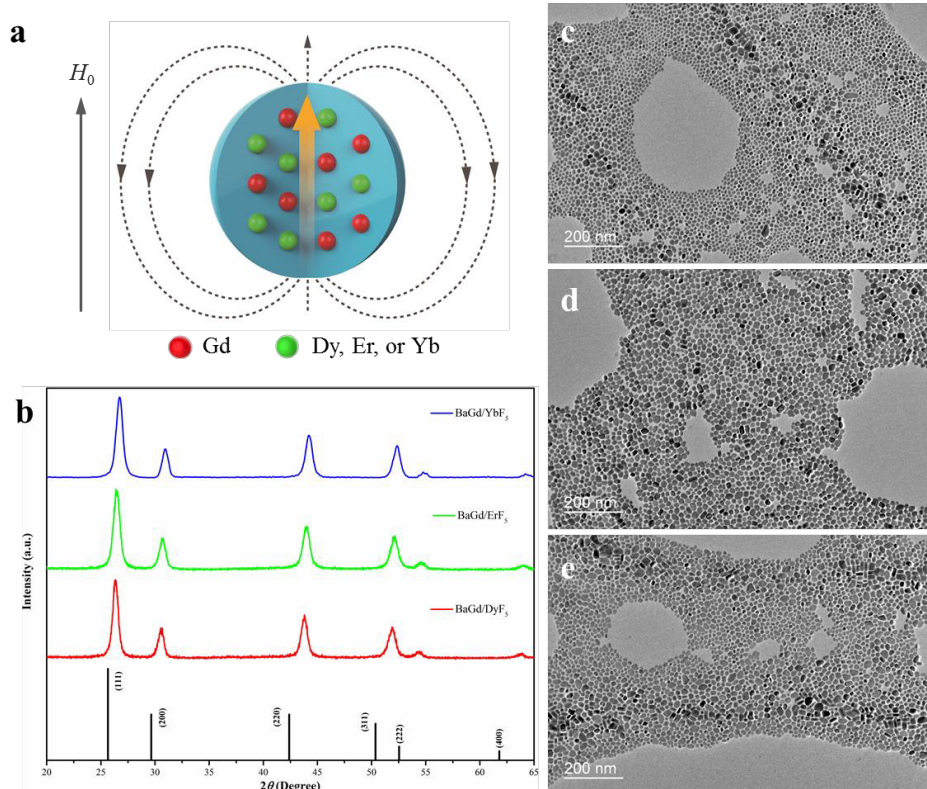 a
H₀
Gd
Dy, Er, or Yb
b
BaGd/YbF₅
BaGd/ErF₅
BaGd/DyF₅
Intensity (a.u.)
(111)
(200)
(220)
(311)
(222)
(400)
20 25 30 35 40 45 50 55 60 65
2θ (Degree)
c
200 nm
d
200 nm
e
200 nm